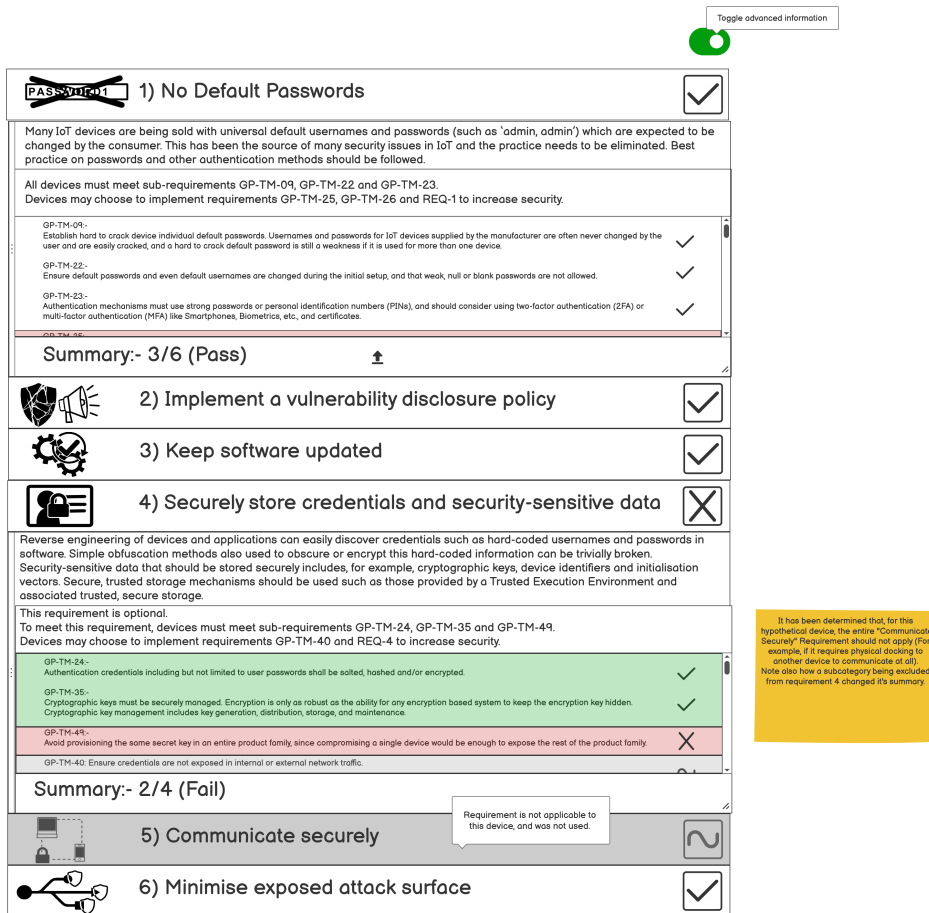 Toggle advanced information
PASSWORD1
1) No Default Passwords
Many IoT devices are being sold with universal default usernames and passwords (such as 'admin, admin') which are expected to be
changed by the consumer. This has been the source of many security issues in IoT and the practice needs to be eliminated. Best
practice on passwords and other authentication methods should be followed.
All devices must meet sub-requirements GP-TM-09, GP-TM-22 and GP-TM-23.
Devices may choose to implement requirements GP-TM-25, GP-TM-26 and REQ-1 to increase security.
GP-TM-09:-
Establish hard to crack device individual default passwords. Usernames and passwords for IoT devices supplied by the manufacturer are often never changed by the
user and are easily cracked, and a hard to crack default password is still a weakness if it is used for more than one device.
GP-TM-22:-
Ensure default passwords and even default usernames are changed during the initial setup, and that weak, null or blank passwords are not allowed.
GP-TM-23:-
Authentication mechanisms must use strong passwords or personal identification numbers (PINs), and should consider using two-factor authentication (2FA) or
multi-factor authentication (MFA) like Smartphones, Biometrics, etc., and certificates.
GP-TM-25:-
Summary:- 3/6 (Pass)
2) Implement a vulnerability disclosure policy
3) Keep software updated
4) Securely store credentials and security-sensitive data
Reverse engineering of devices and applications can easily discover credentials such as hard-coded usernames and passwords in
software. Simple obfuscation methods also used to obscure or encrypt this hard-coded information can be trivially broken.
Security-sensitive data that should be stored securely includes, for example, cryptographic keys, device identifiers and initialisation
vectors. Secure, trusted storage mechanisms should be used such as those provided by a Trusted Execution Environment and
associated trusted, secure storage.
This requirement is optional.
To meet this requirement, devices must meet sub-requirements GP-TM-24, GP-TM-35 and GP-TM-49.
Devices may choose to implement requirements GP-TM-40 and REQ-4 to increase security.
GP-TM-24:-
Authentication credentials including but not limited to user passwords shall be salted, hashed and/or encrypted.
GP-TM-35:-
Cryptographic keys must be securely managed. Encryption is only as robust as the ability for any encryption based system to keep the encryption key hidden.
Cryptographic key management includes key generation, distribution, storage, and maintenance.
GP-TM-49:-
Avoid provisioning the same secret key in an entire product family, since compromising a single device would be enough to expose the rest of the product family.
GP-TM-40: Ensure credentials are not exposed in internal or external network traffic.
Summary:- 2/4 (Fail)
It has been determined that, for this
hypothetical device, the entire "Communicate
Securely" Requirement should not apply (For
example, if it requires physical docking to
another device to communicate at all).
Note also how a subcategory being excluded
from requirement 4 changed it's summary.
Requirement is not applicable to
this device, and was not used.
5) Communicate securely
6) Minimise exposed attack surface